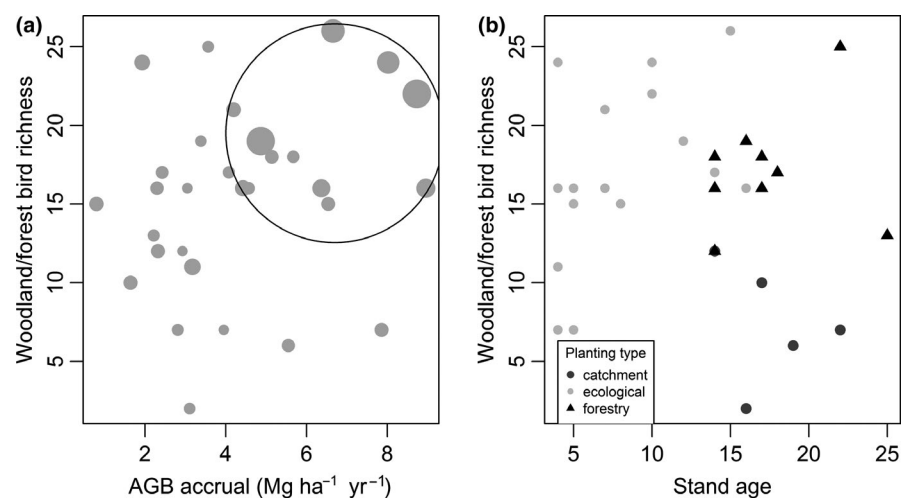 (a)
Woodland/forest bird richness
25
20
15
10
5
2 4 6 8
AGB accrual (Mg ha⁻¹ yr⁻¹)
(b)
Woodland/forest bird richness
25
20
15
10
5
Planting type
catchment
ecological
forestry
5 10 15 20 25
Stand age